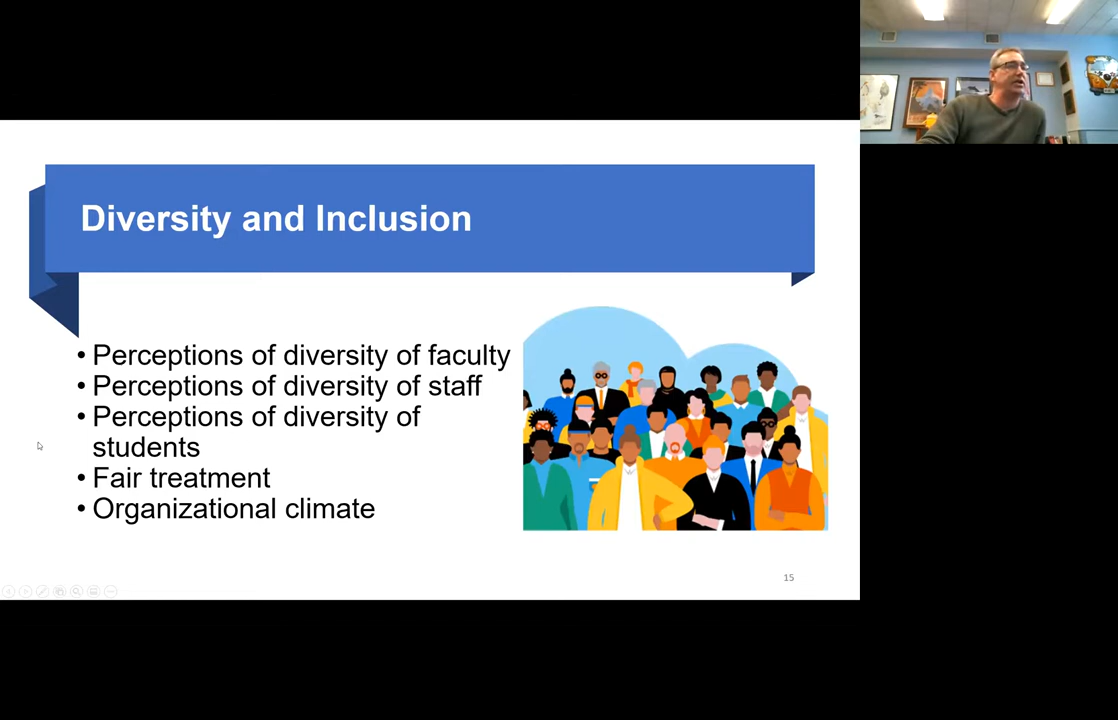 Diversity and Inclusion
• Perceptions of diversity of faculty
• Perceptions of diversity of staff
• Perceptions of diversity of
students
• Fair treatment
• Organizational climate
15